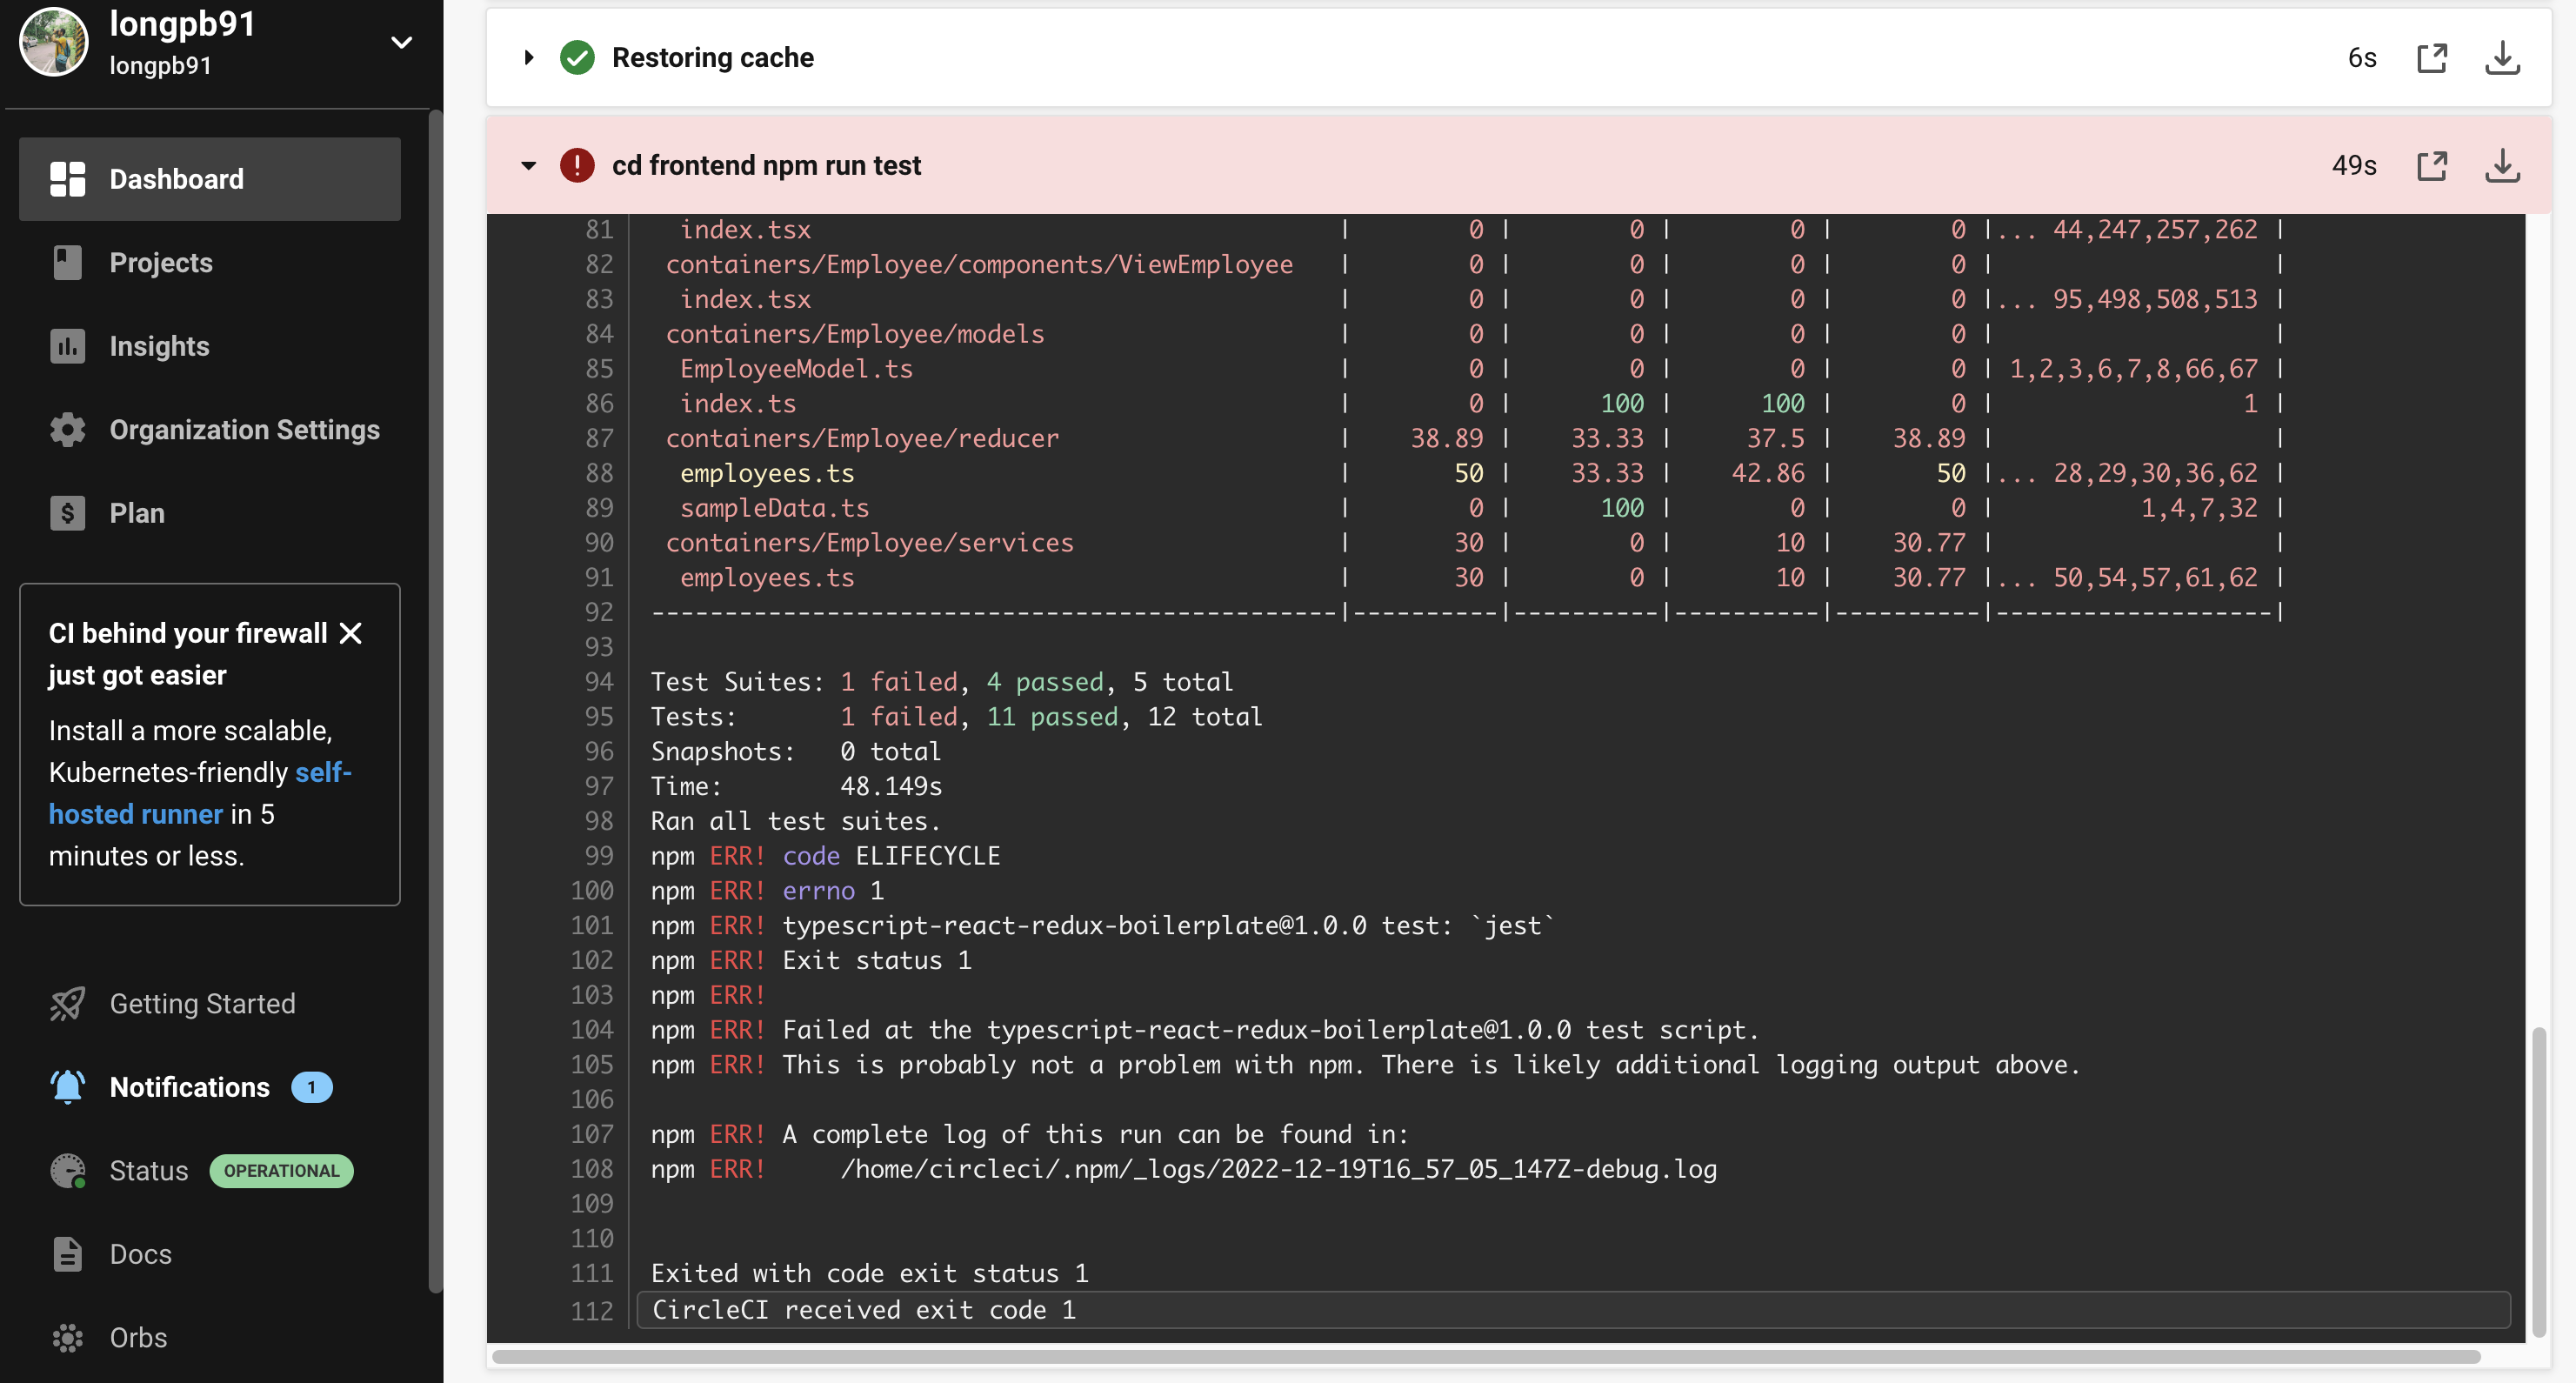 longpb91
longpb91
Dashboard
Projects
Insights
Organization Settings
Plan
CI behind your firewall
just got easier
Install a more scalable,
Kubernetes-friendly self-
hosted runner in 5
minutes or less.
Getting Started
Notifications 1
Status OPERATIONAL
Docs
Orbs
Restoring cache 6s
cd frontend npm run test 49s
81 index.tsx | 0 | 0 | 0 | 0 |... 44,247,257,262 |
82 containers/Employee/components/ViewEmployee | 0 | 0 | 0 | 0 | |
83 index.tsx | 0 | 0 | 0 | 0 |... 95,498,508,513 |
84 containers/Employee/models | 0 | 0 | 0 | 0 | |
85 EmployeeModel.ts | 0 | 0 | 0 | 0 | 1,2,3,6,7,8,66,67 |
86 index.ts | 0 | 100 | 100 | 0 | 1 |
87 containers/Employee/reducer | 38.89 | 33.33 | 37.5 | 38.89 | |
88 employees.ts | 50 | 33.33 | 42.86 | 50 |... 28,29,30,36,62 |
89 sampleData.ts | 0 | 100 | 0 | 0 | 1,4,7,32 |
90 containers/Employee/services | 30 | 0 | 10 | 30.77 | |
91 employees.ts | 30 | 0 | 10 | 30.77 |... 50,54,57,61,62 |
92 -----------------------------------------------|----------|----------|----------|----------|-------------------|
93
94 Test Suites: 1 failed, 4 passed, 5 total
95 Tests: 1 failed, 11 passed, 12 total
96 Snapshots: 0 total
97 Time: 48.149s
98 Ran all test suites.
99 npm ERR! code ELIFECYCLE
100 npm ERR! errno 1
101 npm ERR! typescript-react-redux-boilerplate@1.0.0 test: `jest`
102 npm ERR! Exit status 1
103 npm ERR!
104 npm ERR! Failed at the typescript-react-redux-boilerplate@1.0.0 test script.
105 npm ERR! This is probably not a problem with npm. There is likely additional logging output above.
106
107 npm ERR! A complete log of this run can be found in:
108 npm ERR! /home/circleci/.npm/_logs/2022-12-19T16_57_05_147Z-debug.log
109
110
111 Exited with code exit status 1
112 CircleCI received exit code 1